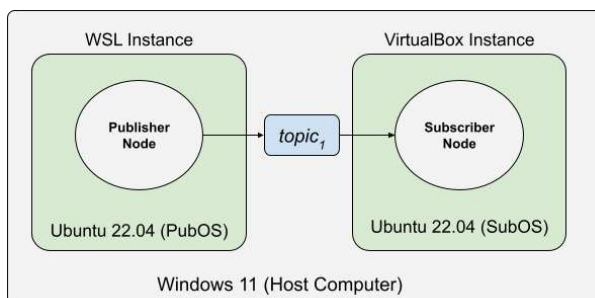 WSL Instance
VirtualBox Instance
Publisher
Node
topic₁
Subscriber
Node
Ubuntu 22.04 (PubOS)
Ubuntu 22.04 (SubOS)
Windows 11 (Host Computer)